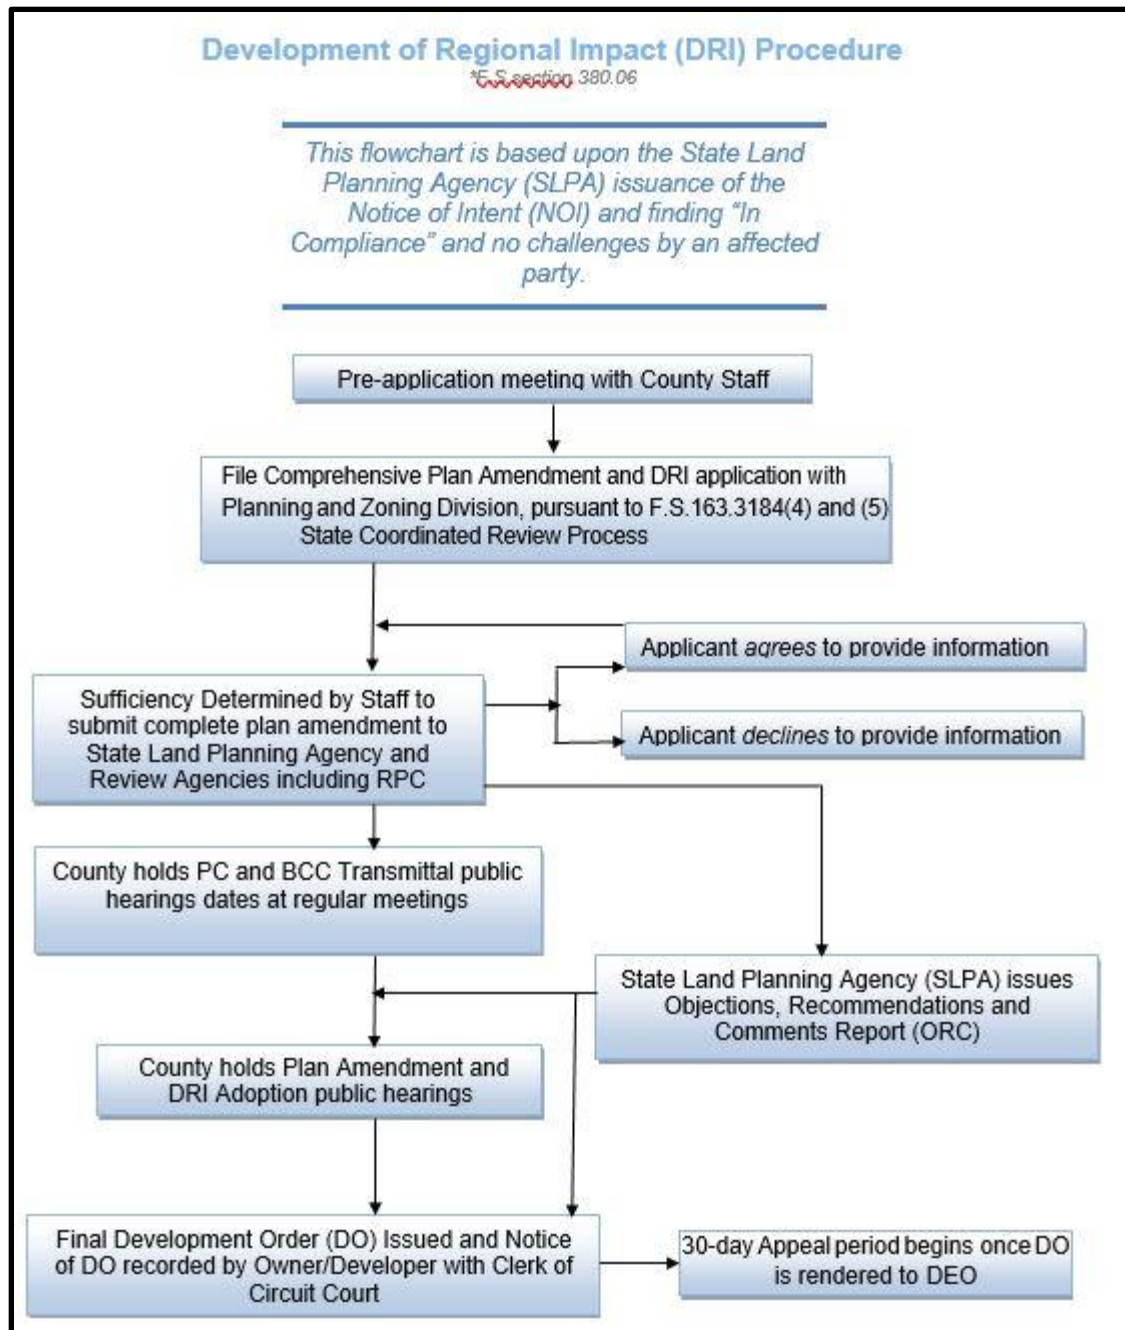 Development of Regional Impact (DRI) Procedure
*F.S.section 380.06
This flowchart is based upon the State Land
Planning Agency (SLPA) issuance of the
Notice of Intent (NOI) and finding “In
Compliance” and no challenges by an affected
party.
Pre-application meeting with County Staff
File Comprehensive Plan Amendment and DRI application with
Planning and Zoning Division, pursuant to F.S.163.3184(4) and (5)
State Coordinated Review Process
Applicant agrees to provide information
Sufficiency Determined by Staff to
submit complete plan amendment to
State Land Planning Agency and
Review Agencies including RPC
Applicant declines to provide information
County holds PC and BCC Transmittal public
hearings dates at regular meetings
State Land Planning Agency (SLPA) issues
Objections, Recommendations and
Comments Report (ORC)
County holds Plan Amendment and
DRI Adoption public hearings
Final Development Order (DO) Issued and Notice
of DO recorded by Owner/Developer with Clerk of
Circuit Court
30-day Appeal period begins once DO
is rendered to DEO